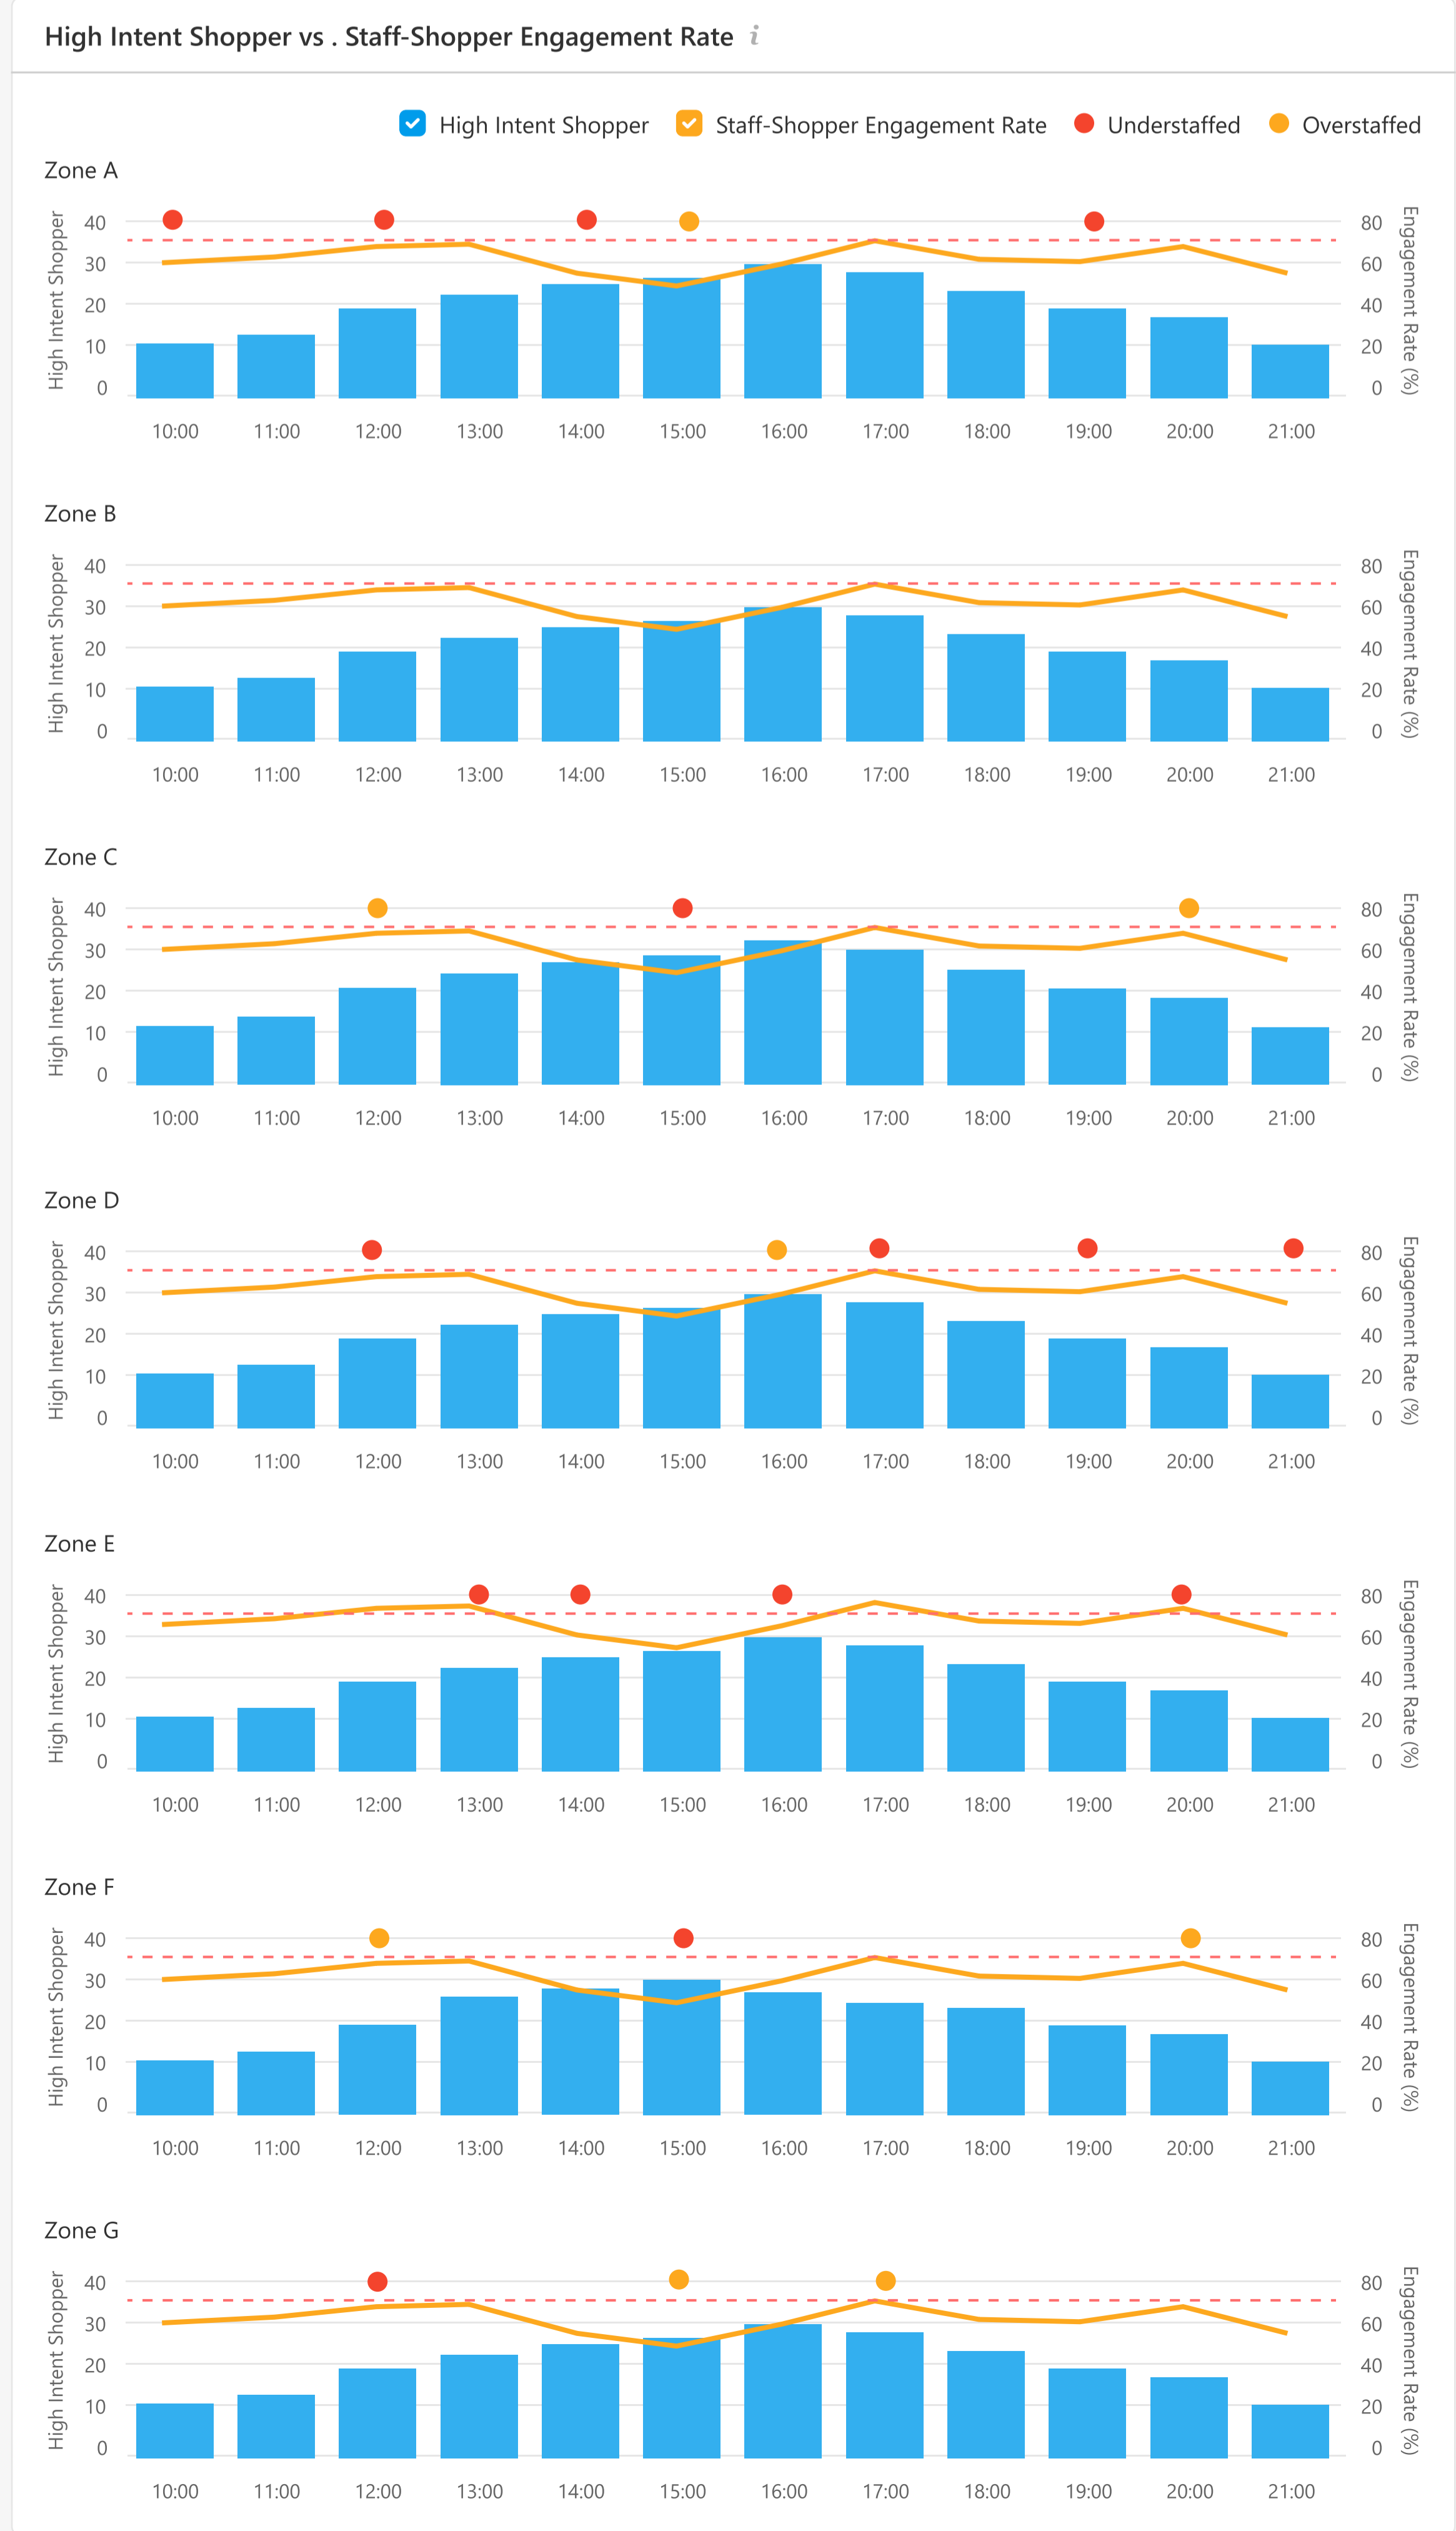 High Intent Shopper vs . Staff-Shopper Engagement Rate i
High Intent Shopper Staff-Shopper Engagement Rate Understaffed Overstaffed
Zone A
High Intent Shopper
40 80
30 60
20 40
10 20
0 0
Engagement Rate (%)
10:00 11:00 12:00 13:00 14:00 15:00 16:00 17:00 18:00 19:00 20:00 21:00
Zone B
High Intent Shopper
40 80
30 60
20 40
10 20
0 0
Engagement Rate (%)
10:00 11:00 12:00 13:00 14:00 15:00 16:00 17:00 18:00 19:00 20:00 21:00
Zone C
High Intent Shopper
40 80
30 60
20 40
10 20
0 0
Engagement Rate (%)
10:00 11:00 12:00 13:00 14:00 15:00 16:00 17:00 18:00 19:00 20:00 21:00
Zone D
High Intent Shopper
40 80
30 60
20 40
10 20
0 0
Engagement Rate (%)
10:00 11:00 12:00 13:00 14:00 15:00 16:00 17:00 18:00 19:00 20:00 21:00
Zone E
High Intent Shopper
40 80
30 60
20 40
10 20
0 0
Engagement Rate (%)
10:00 11:00 12:00 13:00 14:00 15:00 16:00 17:00 18:00 19:00 20:00 21:00
Zone F
High Intent Shopper
40 80
30 60
20 40
10 20
0 0
Engagement Rate (%)
10:00 11:00 12:00 13:00 14:00 15:00 16:00 17:00 18:00 19:00 20:00 21:00
Zone G
High Intent Shopper
40 80
30 60
20 40
10 20
0 0
Engagement Rate (%)
10:00 11:00 12:00 13:00 14:00 15:00 16:00 17:00 18:00 19:00 20:00 21:00